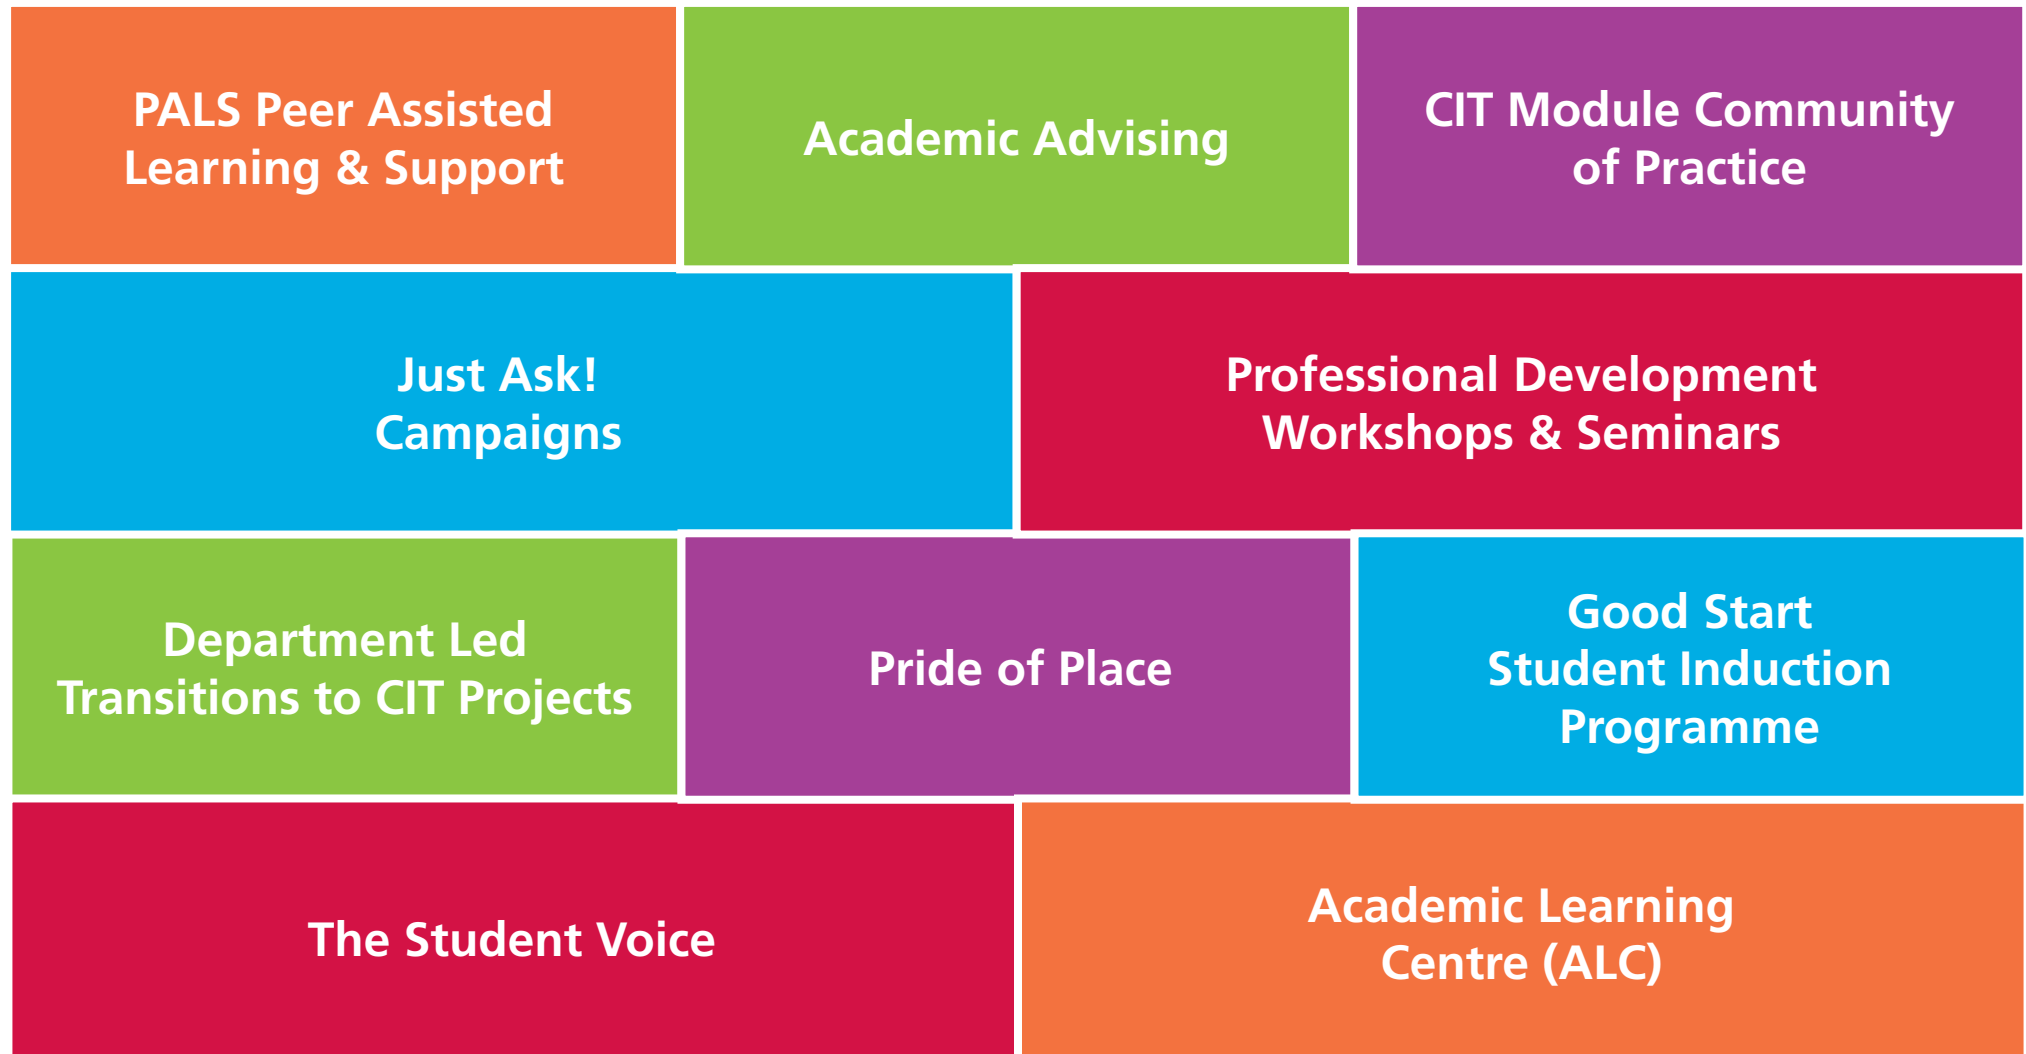 PALS Peer Assisted
Learning & Support
Academic Advising
CIT Module Community
of Practice
Just Ask!
Campaigns
Professional Development
Workshops & Seminars
Department Led
Transitions to CIT Projects
Pride of Place
Good Start
Student Induction
Programme
The Student Voice
Academic Learning
Centre (ALC)